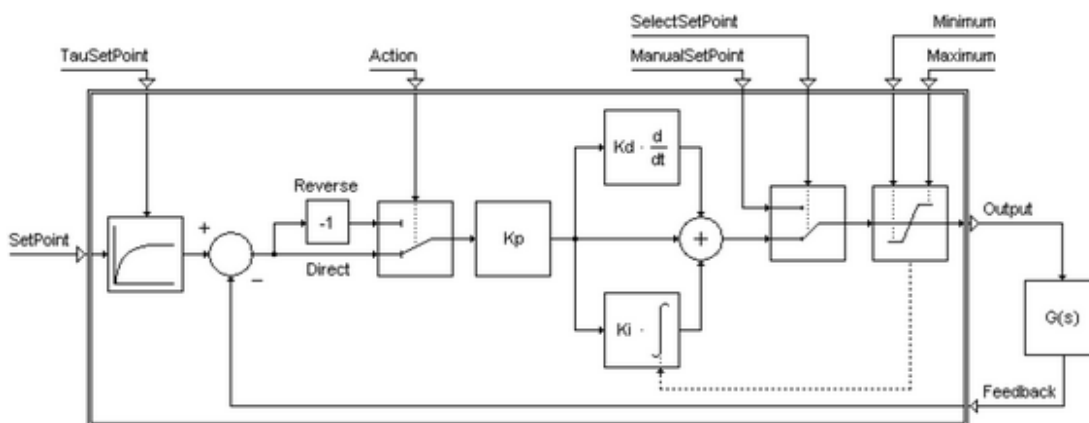 SelectSetPoint
Minimum
TauSetPoint
Action
ManualSetPoint
Maximum
Kd · d/dt
Reverse
+
-1
Output
SetPoint
Kp
+
−
Direct
Ki · ∫
G(s)
Feedback